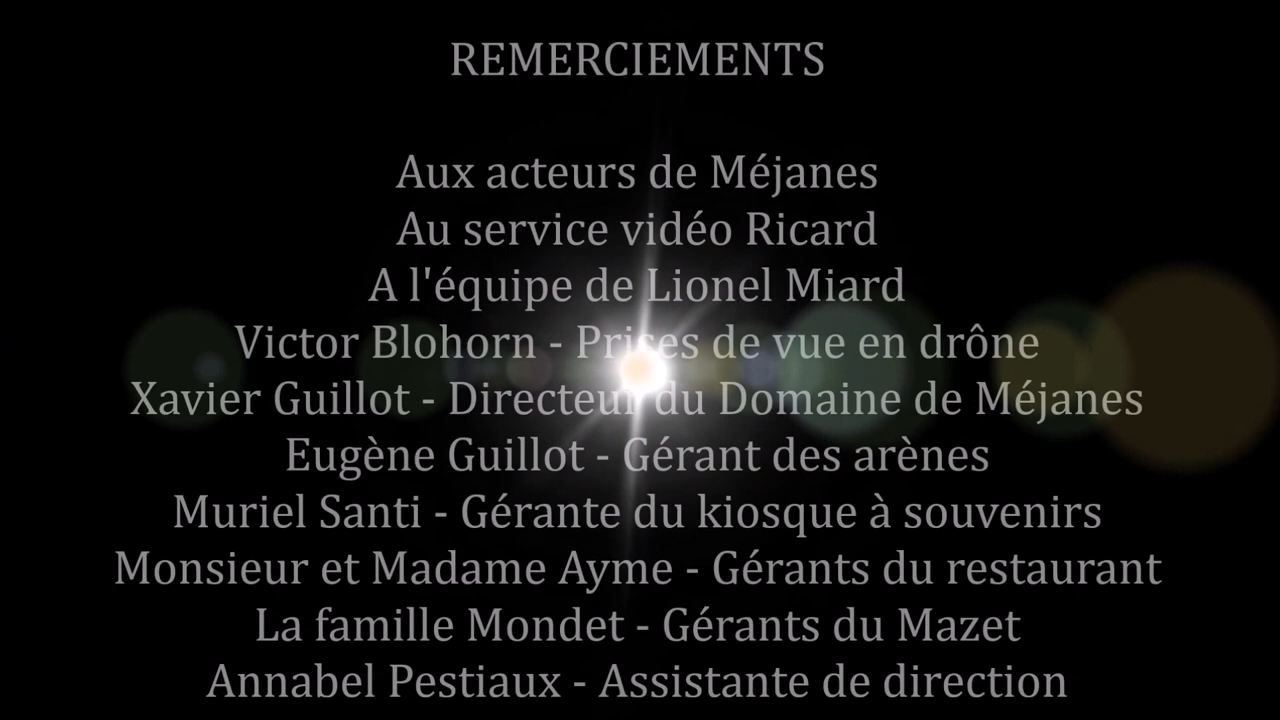 REMERCIEMENTS
Aux acteurs de Méjanes
Au service vidéo Ricard
A l'équipe de Lionel Miard
Victor Blohorn - Prises de vue en drône
Xavier Guillot - Directeur du Domaine de Méjanes
Eugène Guillot - Gérant des arènes
Muriel Santi - Gérante du kiosque à souvenirs
Monsieur et Madame Ayme - Gérants du restaurant
La famille Mondet - Gérants du Mazet
Annabel Pestiaux - Assistante de direction